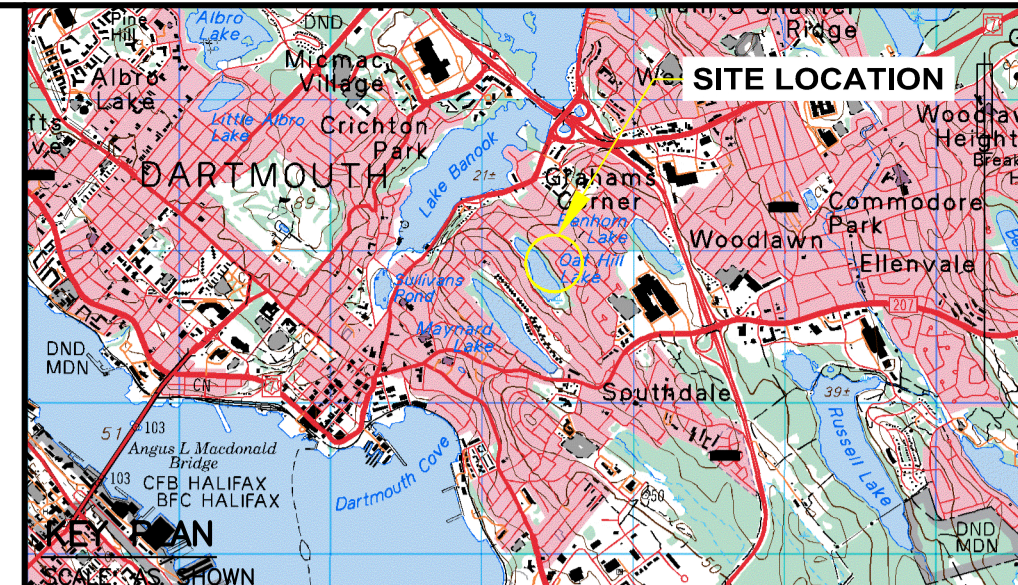 Pine
Hill
Albro
Lake
DND
Ridge
7
Micmac
Village
SITE LOCATION
Albro
Lake
Little Albro
Lake
Crichton
Park
Lake Banook
21±
Grahams
Corner
DARTMOUTH
89
Penhorn
Lake
Oat Hill
Lake
Woodlawn
Commodore
Park
Ellenvale
Sullivans
Pond
207
Maynard
Lake
DND
MDN
CN
Southdale
39±
Russell Lake
51
103
Angus L Macdonald
Bridge
103
CFB HALIFAX
BFC HALIFAX
Dartmouth Cove
50
50
DND
MDN
KEY PLAN
SCALE: AS SHOWN